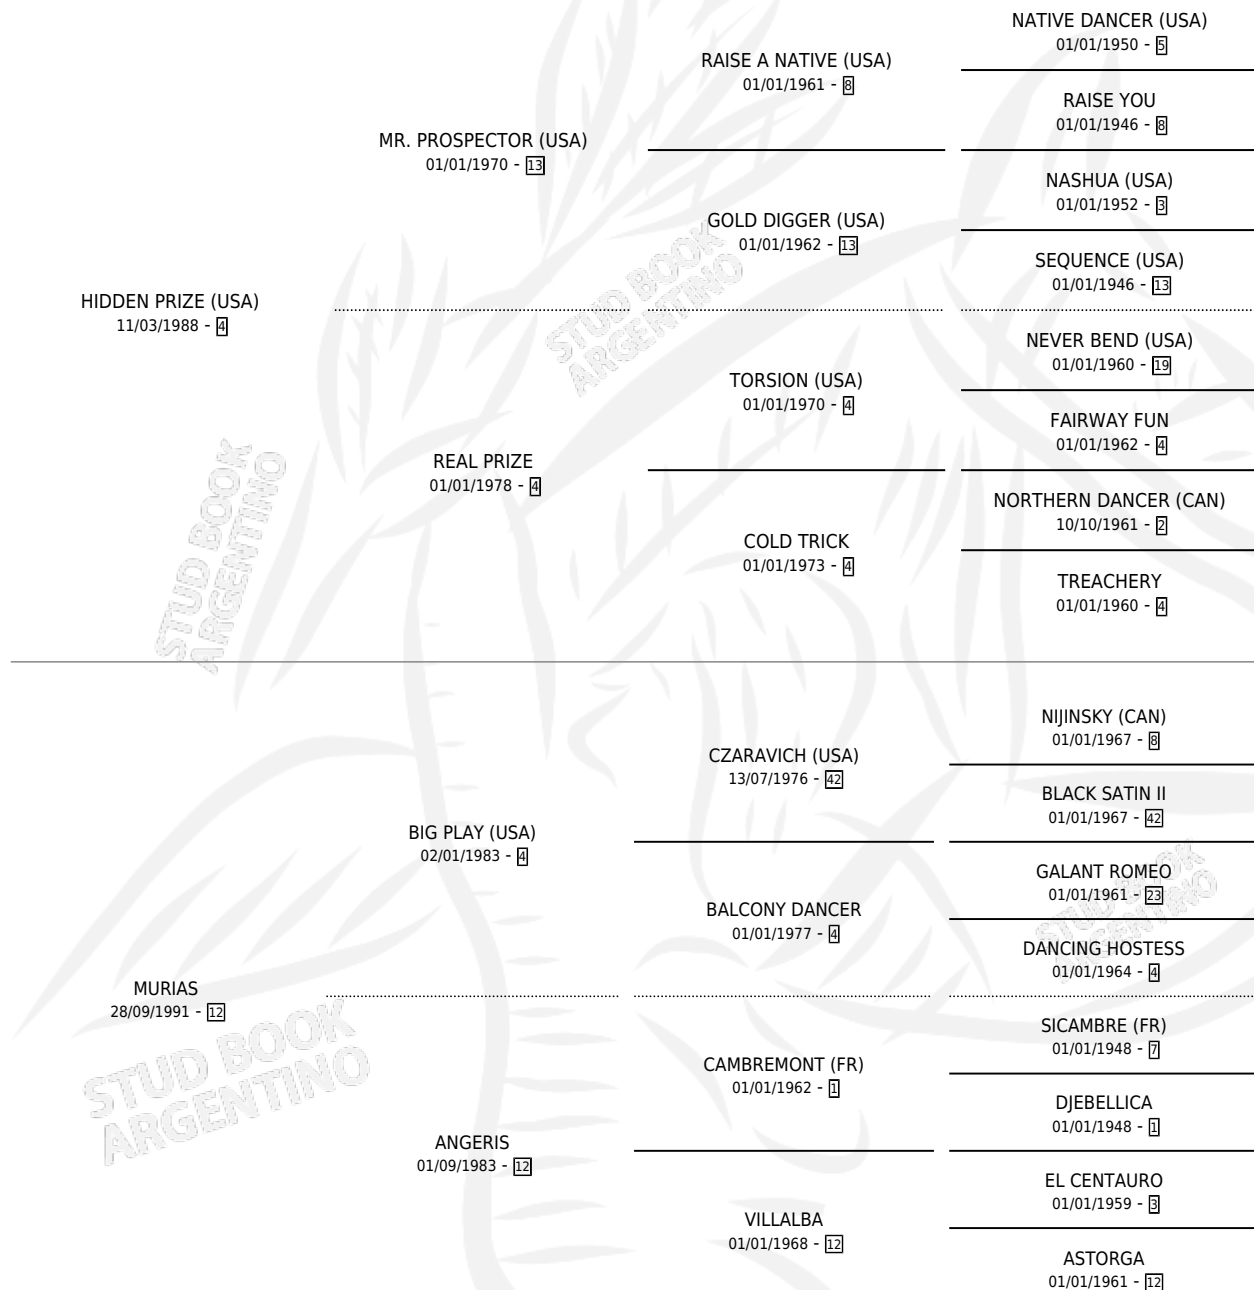 NATIVE DANCER (USA)
01/01/1950 - 5
RAISE A NATIVE (USA)
01/01/1961 - 8
RAISE YOU
01/01/1946 - 8
MR. PROSPECTOR (USA)
01/01/1970 - 13
NASHUA (USA)
01/01/1952 - 3
GOLD DIGGER (USA)
01/01/1962 - 13
SEQUENCE (USA)
01/01/1946 - 13
HIDDEN PRIZE (USA)
11/03/1988 - 4
NEVER BEND (USA)
01/01/1960 - 19
TORSION (USA)
01/01/1970 - 4
FAIRWAY FUN
01/01/1962 - 4
REAL PRIZE
01/01/1978 - 4
NORTHERN DANCER (CAN)
10/10/1961 - 2
COLD TRICK
01/01/1973 - 4
TREACHERY
01/01/1960 - 4
NIJINSKY (CAN)
01/01/1967 - 8
CZARAVICH (USA)
13/07/1976 - 42
BLACK SATIN II
01/01/1967 - 42
BIG PLAY (USA)
02/01/1983 - 4
GALANT ROMEO
01/01/1961 - 23
BALCONY DANCER
01/01/1977 - 4
DANCING HOSTESS
01/01/1964 - 4
MURIAS
28/09/1991 - 12
SICAMBRE (FR)
01/01/1948 - 7
CAMBREMONT (FR)
01/01/1962 - 1
DJEBELLICA
01/01/1948 - 1
ANGERIS
01/09/1983 - 12
EL CENTAURO
01/01/1959 - 3
VILLALBA
01/01/1968 - 12
ASTORGA
01/01/1961 - 12
STUD BOOK
ARGENTINO
STUD BOOK
ARGENTINO
STUD BOOK
ARGENTINO
STUD BOOK
ARGENTINO